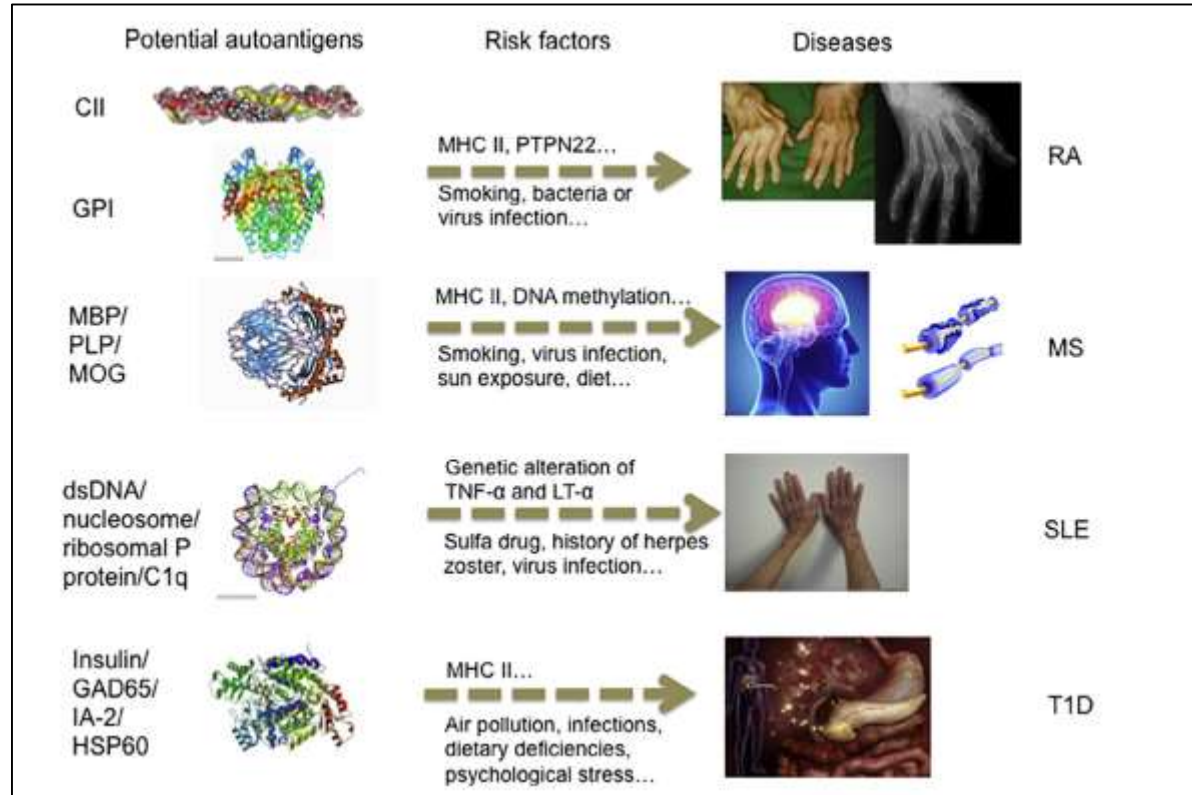 Potential autoantigens
Risk factors
Diseases
CII
GPI
MHC II, PTPN22...
Smoking, bacteria or
virus infection...
RA
MBP/
PLP/
MOG
MHC II, DNA methylation...
Smoking, virus infection,
sun exposure, diet...
MS
dsDNA/
nucleosome/
ribosomal P
protein/C1q
Genetic alteration of
TNF-α and LT-α
Sulfa drug, history of herpes
zoster, virus infection...
SLE
Insulin/
GAD65/
IA-2/
HSP60
MHC II...
Air pollution, infections,
dietary deficiencies,
psychological stress...
T1D